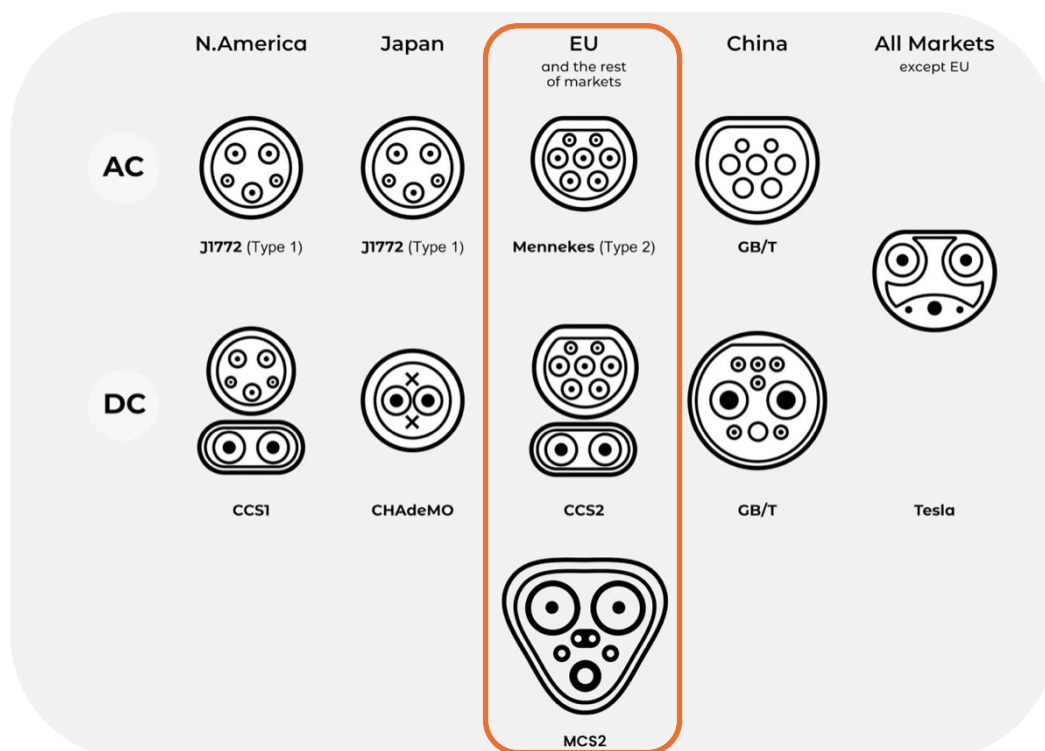 N.America
Japan
EU
and the rest
of markets
China
All Markets
except EU
AC
J1772 (Type 1)
J1772 (Type 1)
Mennekes (Type 2)
GB/T
DC
CCS1
CHAdeMO
CCS2
GB/T
Tesla
MCS2